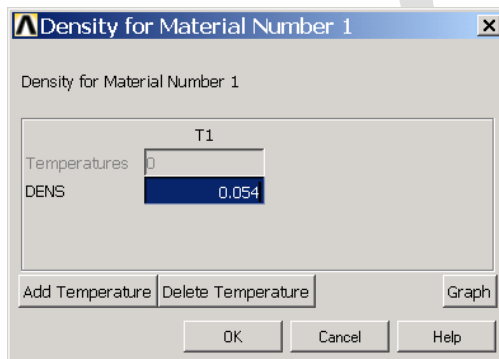 Density for Material Number 1
Density for Material Number 1
T1
Temperatures 0
DENS 0.054
Add Temperature Delete Temperature Graph
OK Cancel Help